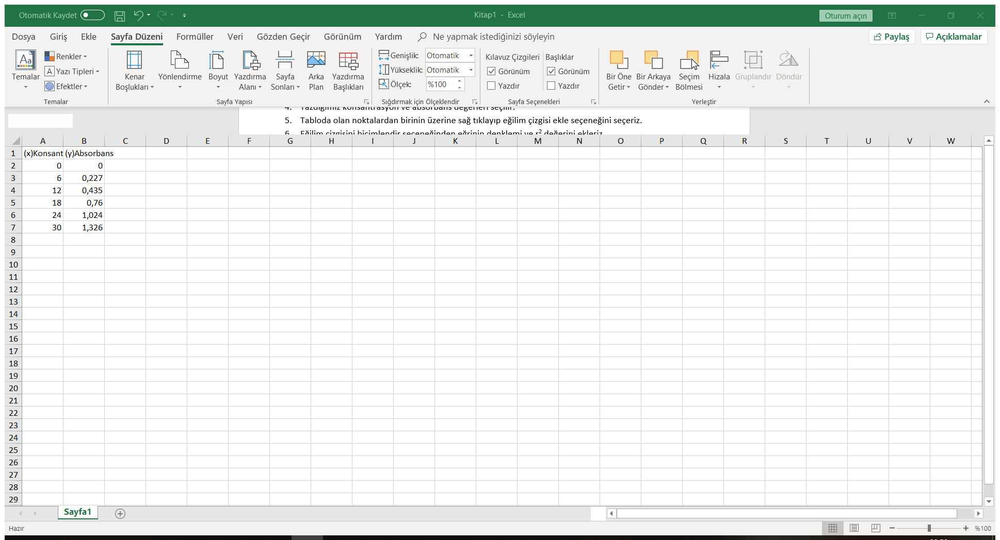 Otomatik Kaydet
Kitap1 - Excel
Oturum açın
Dosya Giriş Ekle Sayfa Düzeni Formüller Veri Gözden Geçir Görünüm Yardım Ne yapmak istediğinizi söyleyin
Paylaş Açıklamalar
Aa
Temalar
Renkler
A Yazı Tipleri
Efektler
Temalar
Kenar Boşlukları
Yönlendirme
Boyut
Yazdırma Alanı
Sayfa Sonları
Arka Plan
Yazdırma Başlıkları
Sayfa Yapısı
Genişlik: Otomatik
Yükseklik: Otomatik
Ölçek: %100
Sığdırmak için Ölçeklendir
Kılavuz Çizgileri
Görünüm
Yazdır
Başlıklar
Görünüm
Yazdır
Sayfa Seçenekleri
Bir Öne Getir
Bir Arkaya Gönder
Seçim Bölmesi
Hizala
Gruplandır
Döndür
Yerleştir
4. Yazdığımız konsantrasyon ve absorbans değerleri seçilir.
5. Tabloda olan noktalardan birinin üzerine sağ tıklayıp eğilim çizgisi ekle seçeneğini seçeriz.
6. Eğilim çizgisini biçimlendir seçeneğinden eğrinin denklemi ve r² değerini ekleriz
A B C D E F G H I J K L M N O P Q R S T U V W
1 (x)Konsant (y)Absorbans
2 0 0
3 6 0,227
4 12 0,435
5 18 0,76
6 24 1,024
7 30 1,326
8
9
10
11
12
13
14
15
16
17
18
19
20
21
22
23
24
25
26
27
28
29
Sayfa1
Hazır
%100